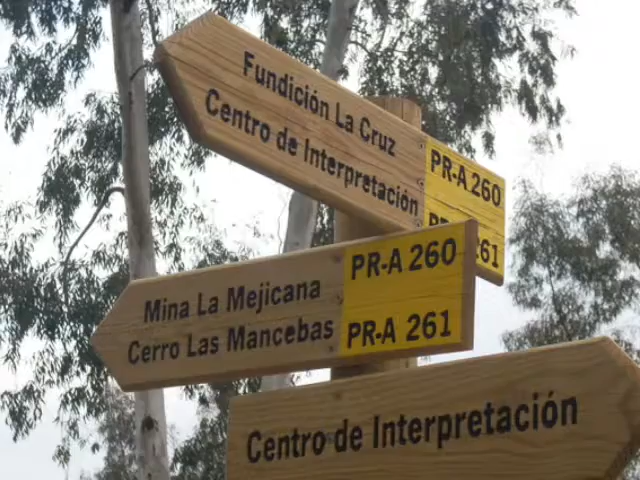 Fundición La Cruz
Centro de Interpretación
PR-A 260
261
Mina La Mejicana
Cerro Las Mancebas
PR-A 260
PR-A 261
Centro de Interpretación